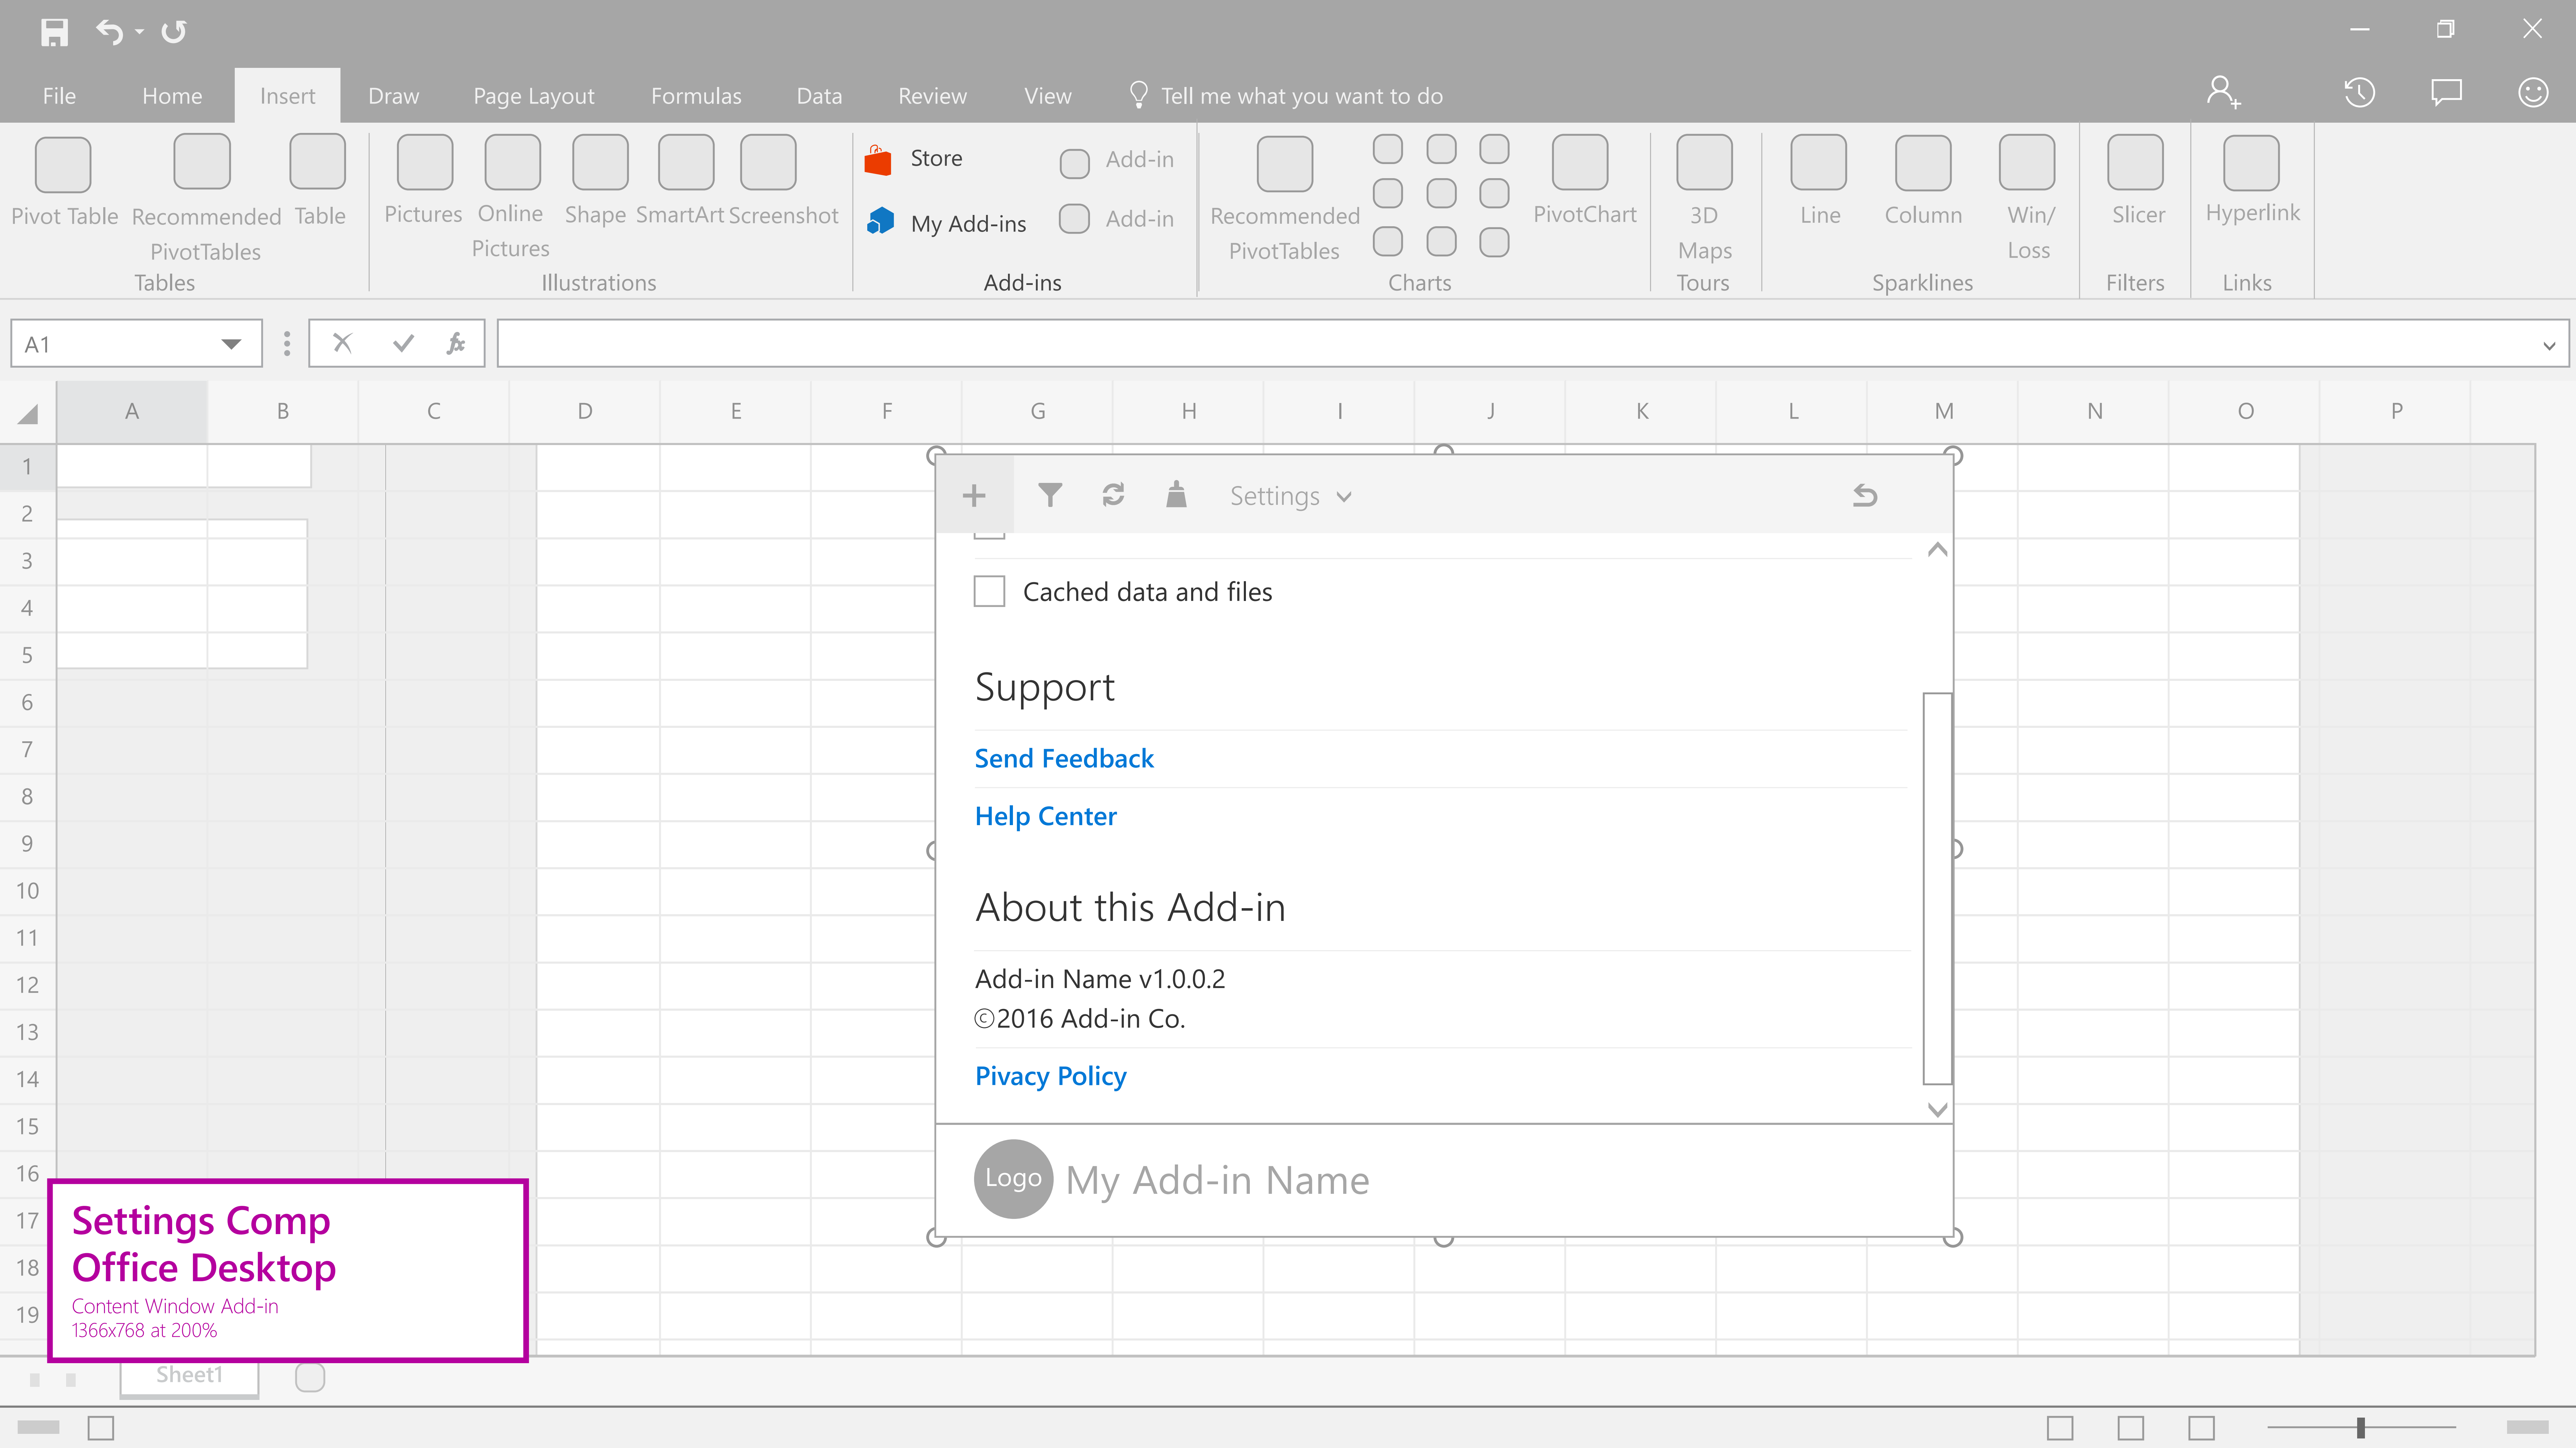 File Home Insert Draw Page Layout Formulas Data Review View Tell me what you want to do
Pivot Table Recommended PivotTables Table
Tables
Pictures Online Pictures Shape SmartArt Screenshot
Illustrations
Store Add-in
My Add-ins Add-in
Add-ins
Recommended PivotTables PivotChart
Charts
3D Maps
Tours
Line Column Win/ Loss
Sparklines
Slicer
Filters
Hyperlink
Links
A1 fx
A B C D E F G H I J K L M N O P
1
2
3
4
5
6
7
8
9
10
11
12
13
14
15
16
17
18
19
Settings
Cached data and files
Support
Send Feedback
Help Center
About this Add-in
Add-in Name v1.0.0.2
©2016 Add-in Co.
Pivacy Policy
Logo My Add-in Name
Settings Comp
Office Desktop
Content Window Add-in
1366x768 at 200%
Sheet1